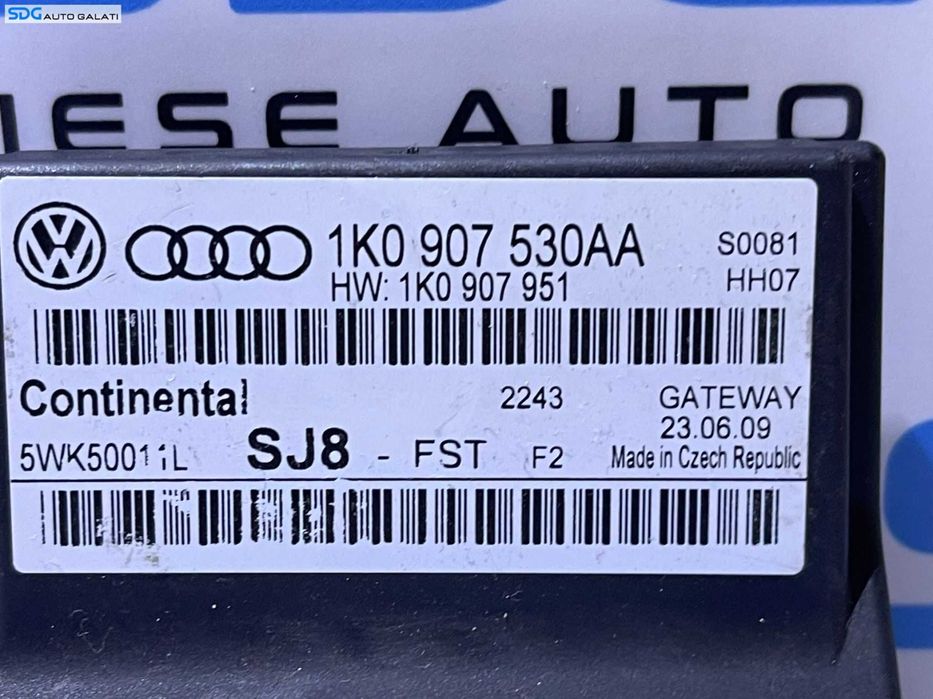 SDG AUTO GALATI
IESE AUTO
1K0 907 530AA
S0081
HW: 1K0 907 951
HH07
Continental
2243
GATEWAY
23.06.09
5WK50011L
SJ8 - FST F2
Made in Czech Republic